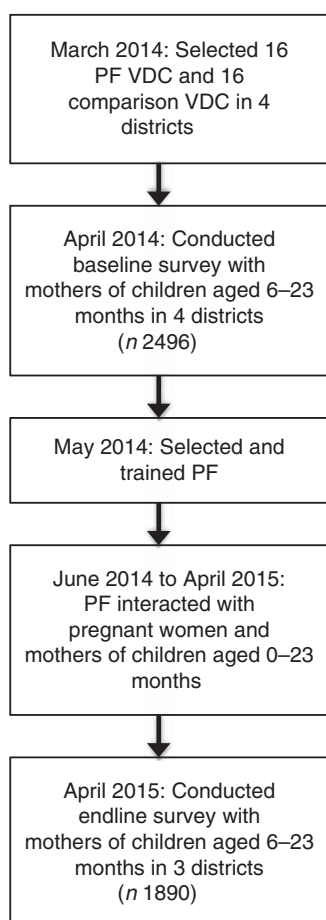 March 2014: Selected 16
PF VDC and 16
comparison VDC in 4
districts
April 2014: Conducted
baseline survey with
mothers of children aged 6–23
months in 4 districts
(n 2496)
May 2014: Selected and
trained PF
June 2014 to April 2015:
PF interacted with
pregnant women and
mothers of children aged 0–23
months
April 2015: Conducted
endline survey with
mothers of children aged 6–23
months in 3 districts
(n 1890)